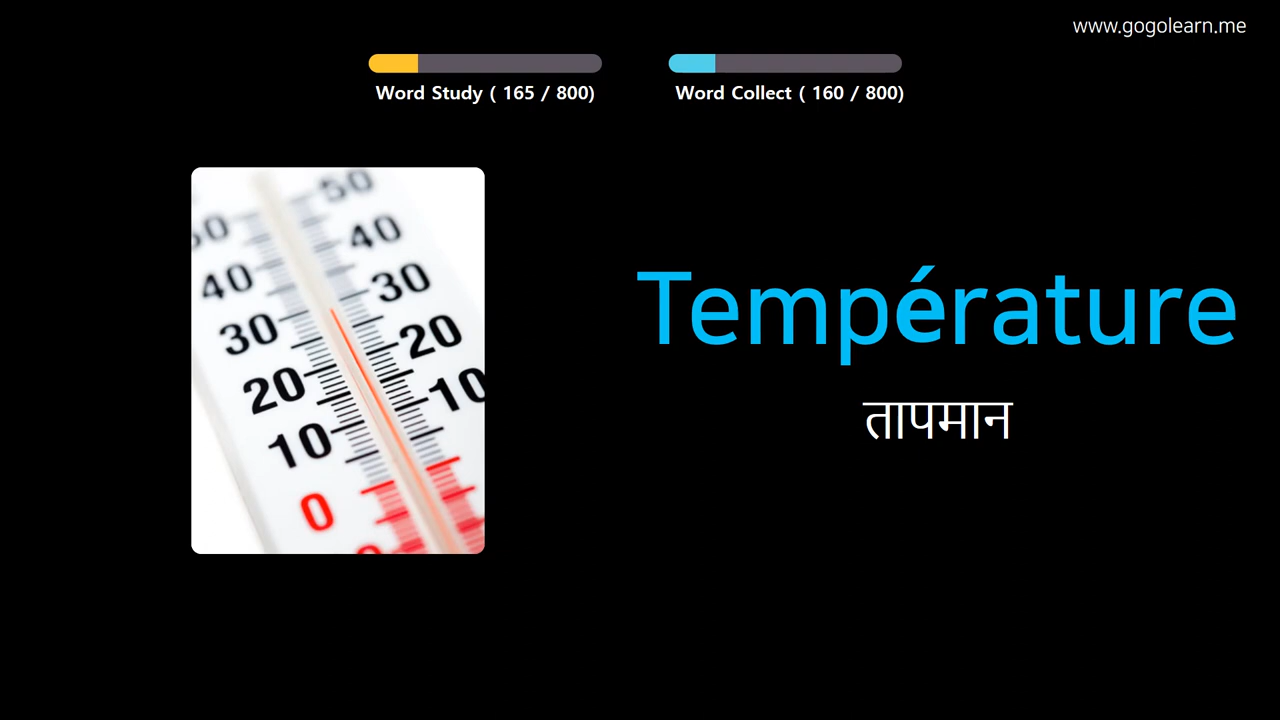 www.gogolearn.me
Word Study ( 165 / 800)
Word Collect ( 160 / 800)
50
50
40
40
30
30
20
20
10
10
0
Température
तापमान